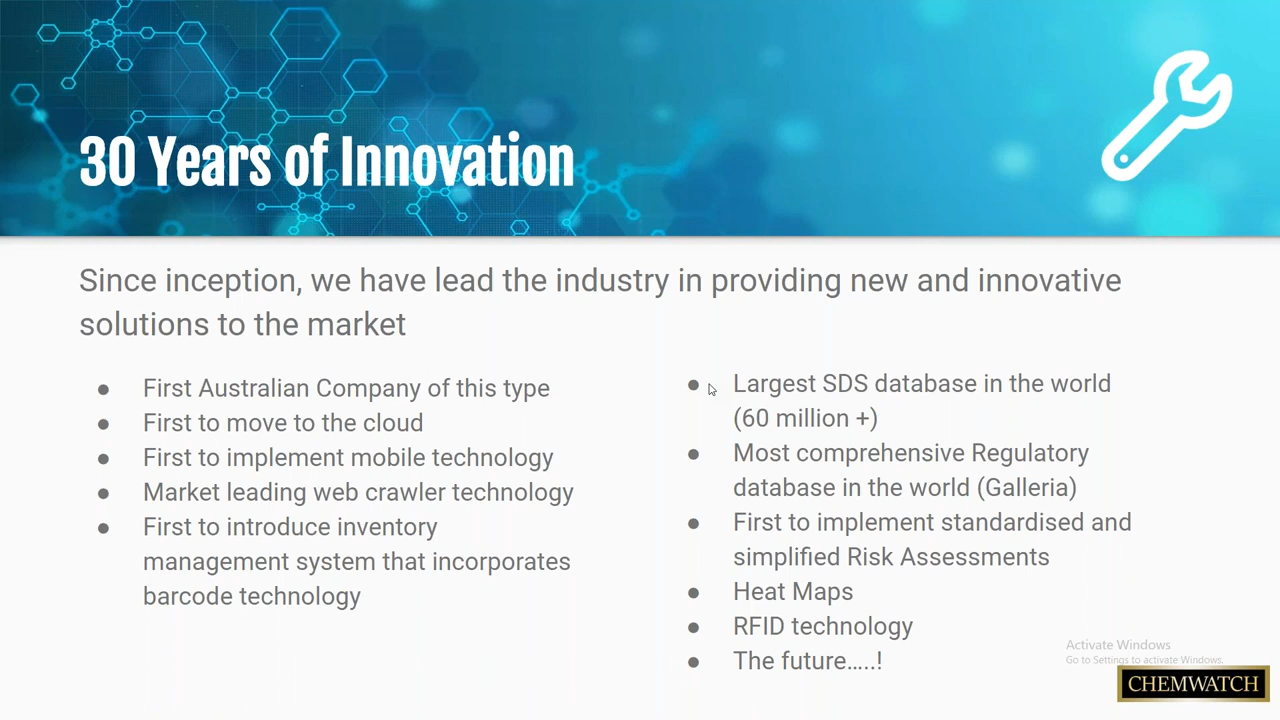 30 Years of Innovation
Since inception, we have lead the industry in providing new and innovative
solutions to the market
● First Australian Company of this type
● First to move to the cloud
● First to implement mobile technology
● Market leading web crawler technology
● First to introduce inventory
management system that incorporates
barcode technology
● Largest SDS database in the world
(60 million +)
● Most comprehensive Regulatory
database in the world (Galleria)
● First to implement standardised and
simplified Risk Assessments
● Heat Maps
● RFID technology
● The future…..!
Activate Windows
Go to Settings to activate Windows.
CHEMWATCH